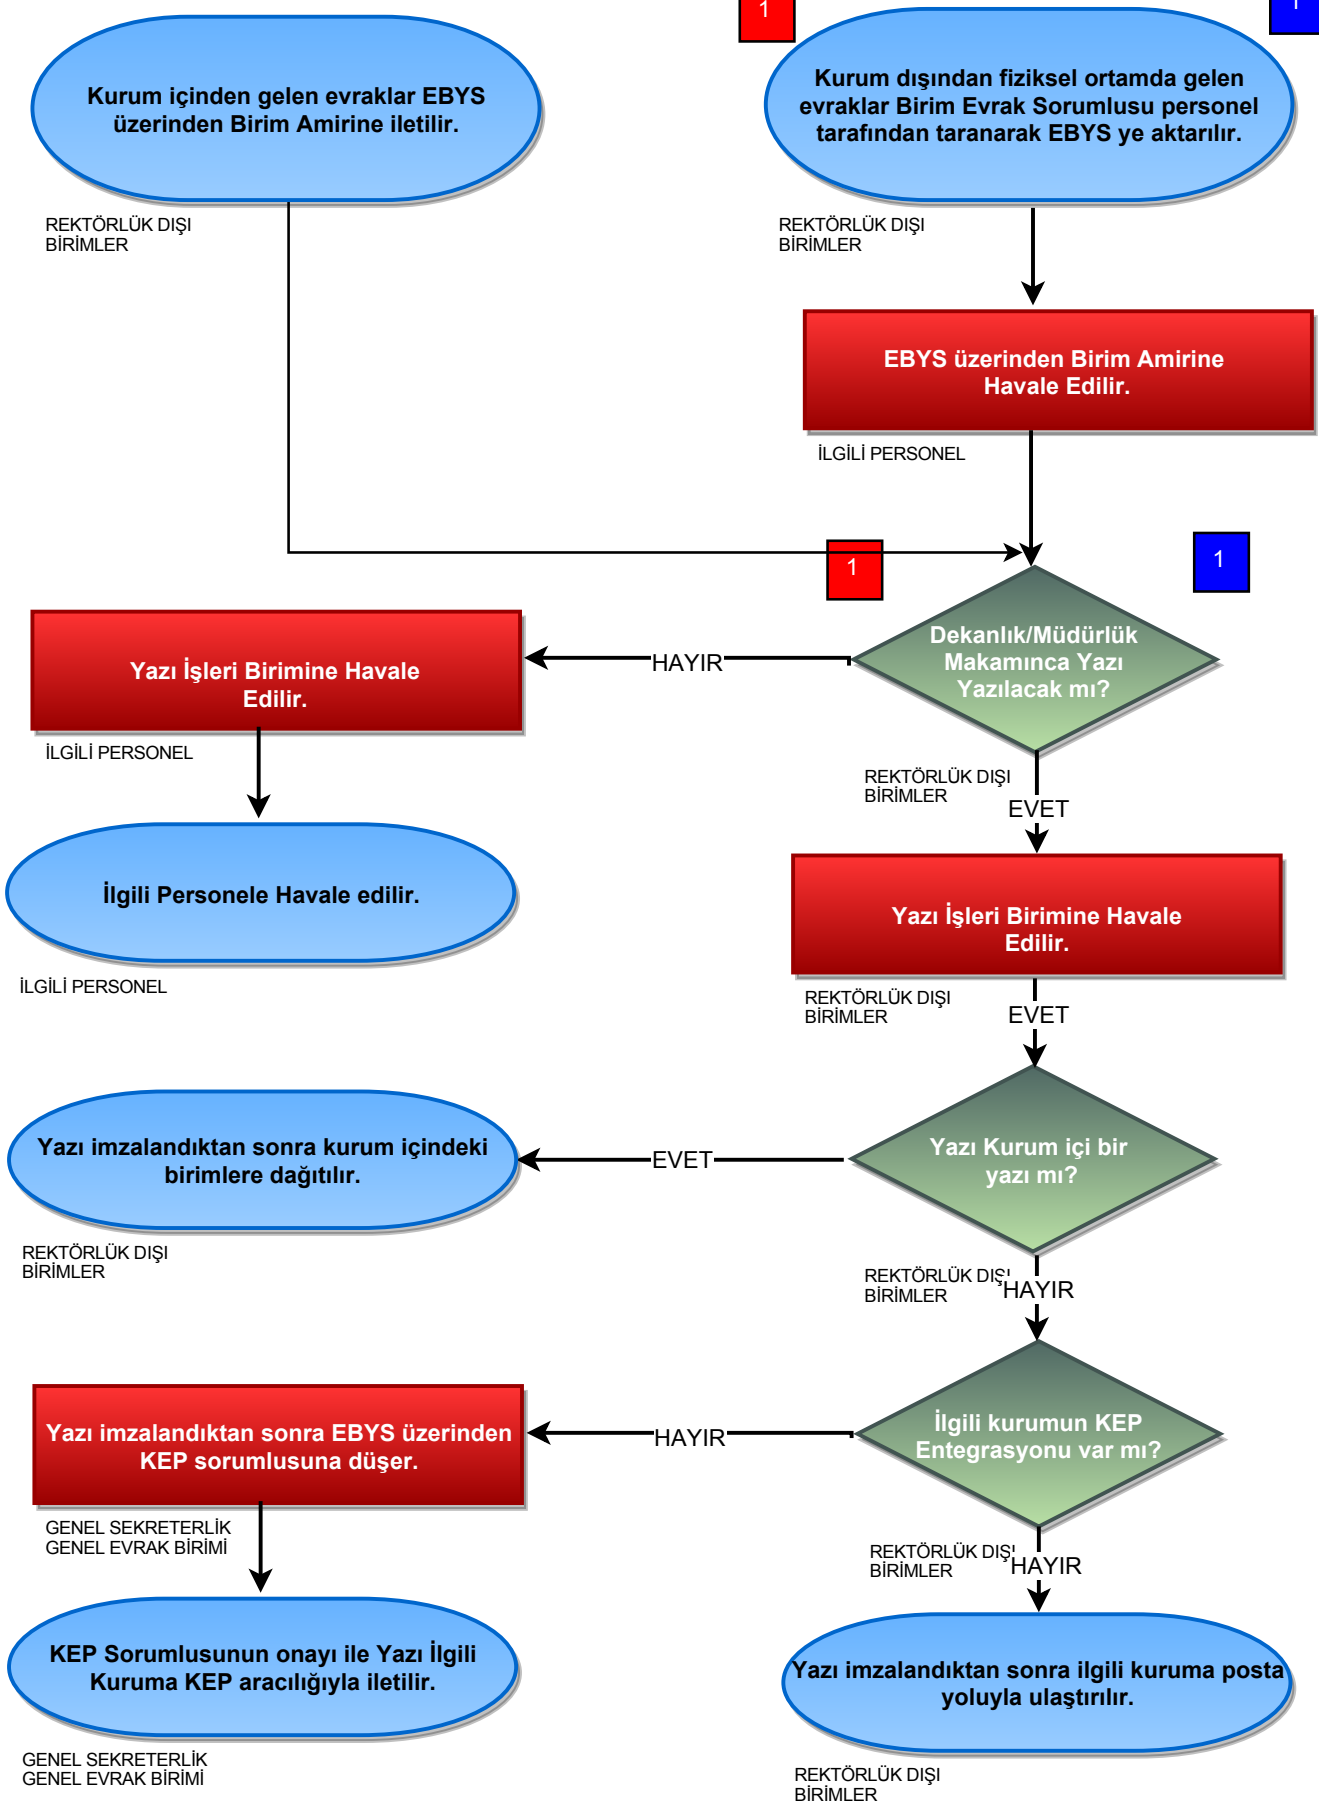 1
1
Kurum içinden gelen evraklar EBYS
üzerinden Birim Amirine iletilir.
REKTÖRLÜK DIŞI
BİRİMLER
Kurum dışından fiziksel ortamda gelen
evraklar Birim Evrak Sorumlusu personel
tarafından taranarak EBYS ye aktarılır.
REKTÖRLÜK DIŞI
BİRİMLER
EBYS üzerinden Birim Amirine
Havale Edilir.
İLGİLİ PERSONEL
1
1
Dekanlık/Müdürlük
Makamınca Yazı
Yazılacak mı?
HAYIR
Yazı İşleri Birimine Havale
Edilir.
İLGİLİ PERSONEL
REKTÖRLÜK DIŞI
BİRİMLER
EVET
İlgili Personele Havale edilir.
İLGİLİ PERSONEL
Yazı İşleri Birimine Havale
Edilir.
REKTÖRLÜK DIŞI
BİRİMLER
EVET
Yazı Kurum içi bir
yazı mı?
EVET
Yazı imzalandıktan sonra kurum içindeki
birimlere dağıtılır.
REKTÖRLÜK DIŞI
BİRİMLER
REKTÖRLÜK DIŞI
BİRİMLER
HAYIR
İlgili kurumun KEP
Entegrasyonu var mı?
HAYIR
Yazı imzalandıktan sonra EBYS üzerinden
KEP sorumlusuna düşer.
GENEL SEKRETERLİK
GENEL EVRAK BİRİMİ
REKTÖRLÜK DIŞI
BİRİMLER
HAYIR
KEP Sorumlusunun onayı ile Yazı İlgili
Kuruma KEP aracılığıyla iletilir.
GENEL SEKRETERLİK
GENEL EVRAK BİRİMİ
Yazı imzalandıktan sonra ilgili kuruma posta
yoluyla ulaştırılır.
REKTÖRLÜK DIŞI
BİRİMLER